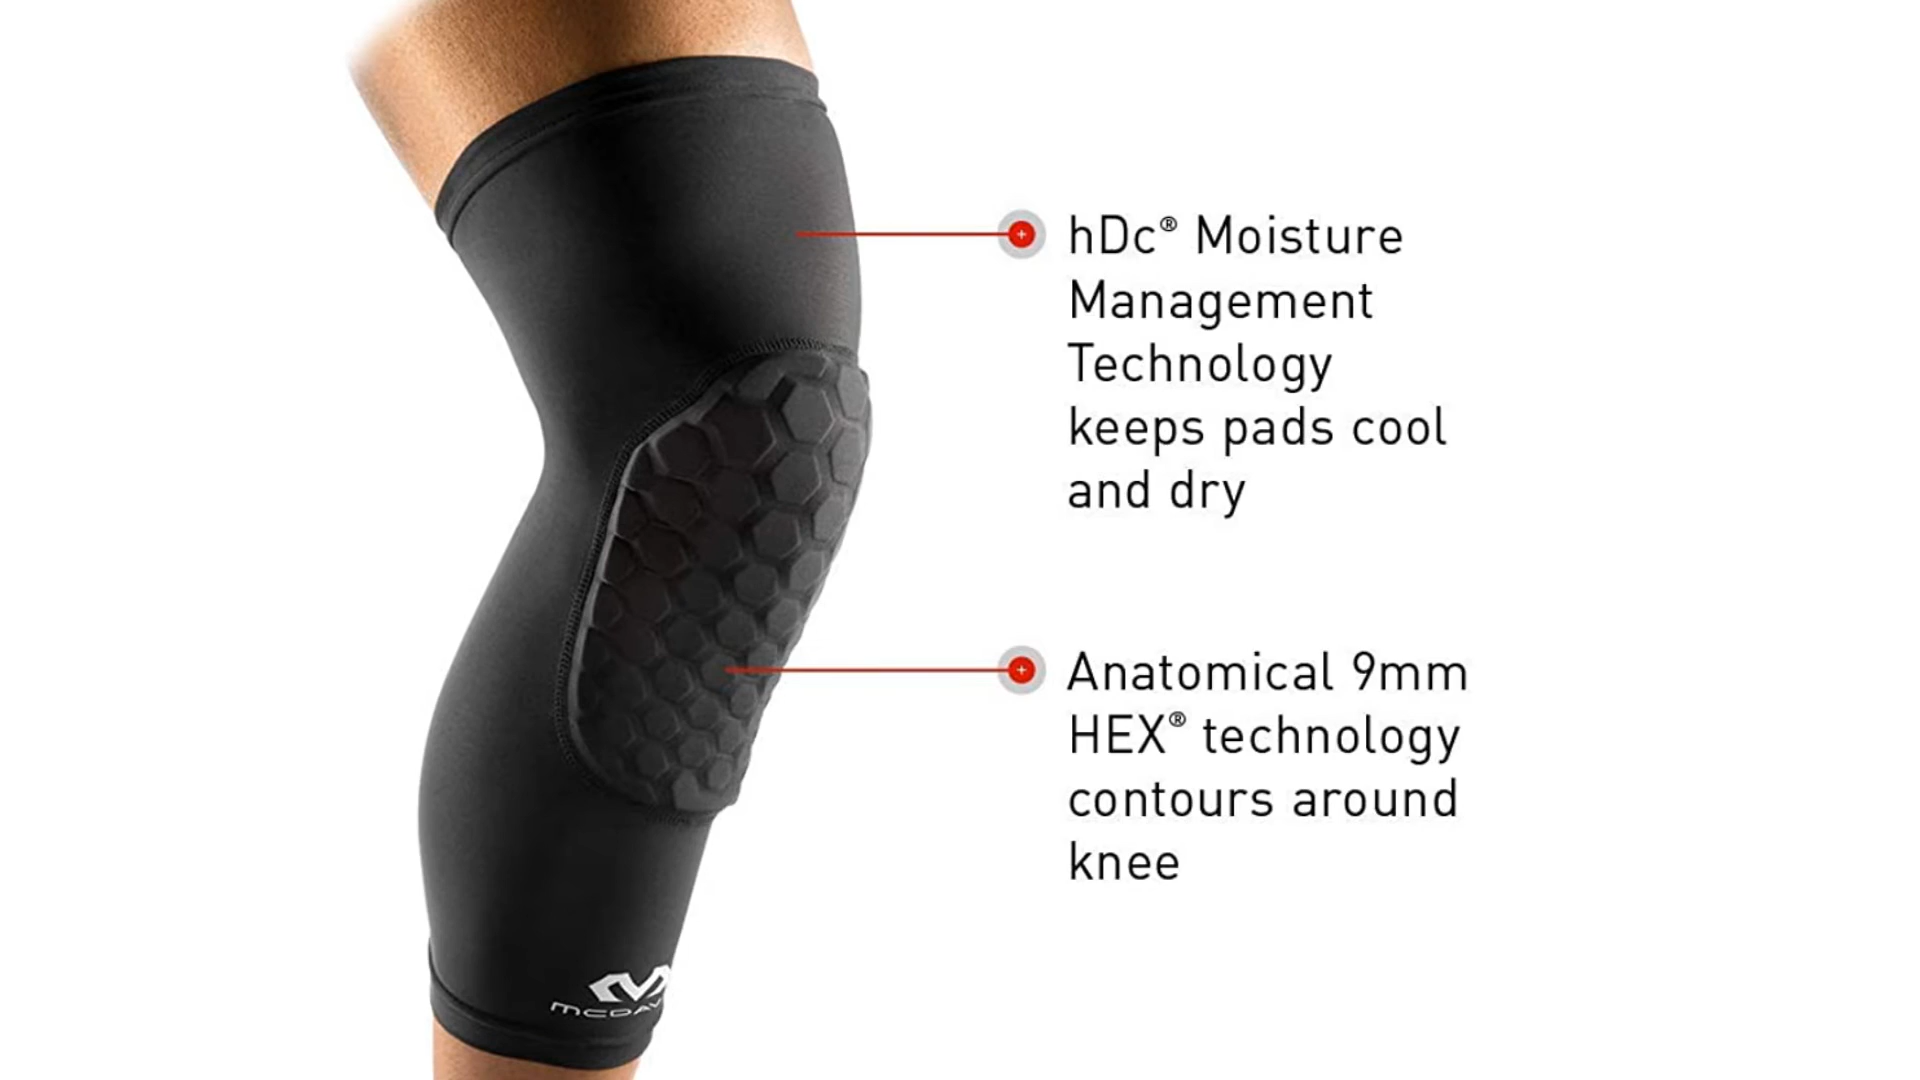 hDc® Moisture
Management
Technology
keeps pads cool
and dry
Anatomical 9mm
HEX® technology
contours around
knee